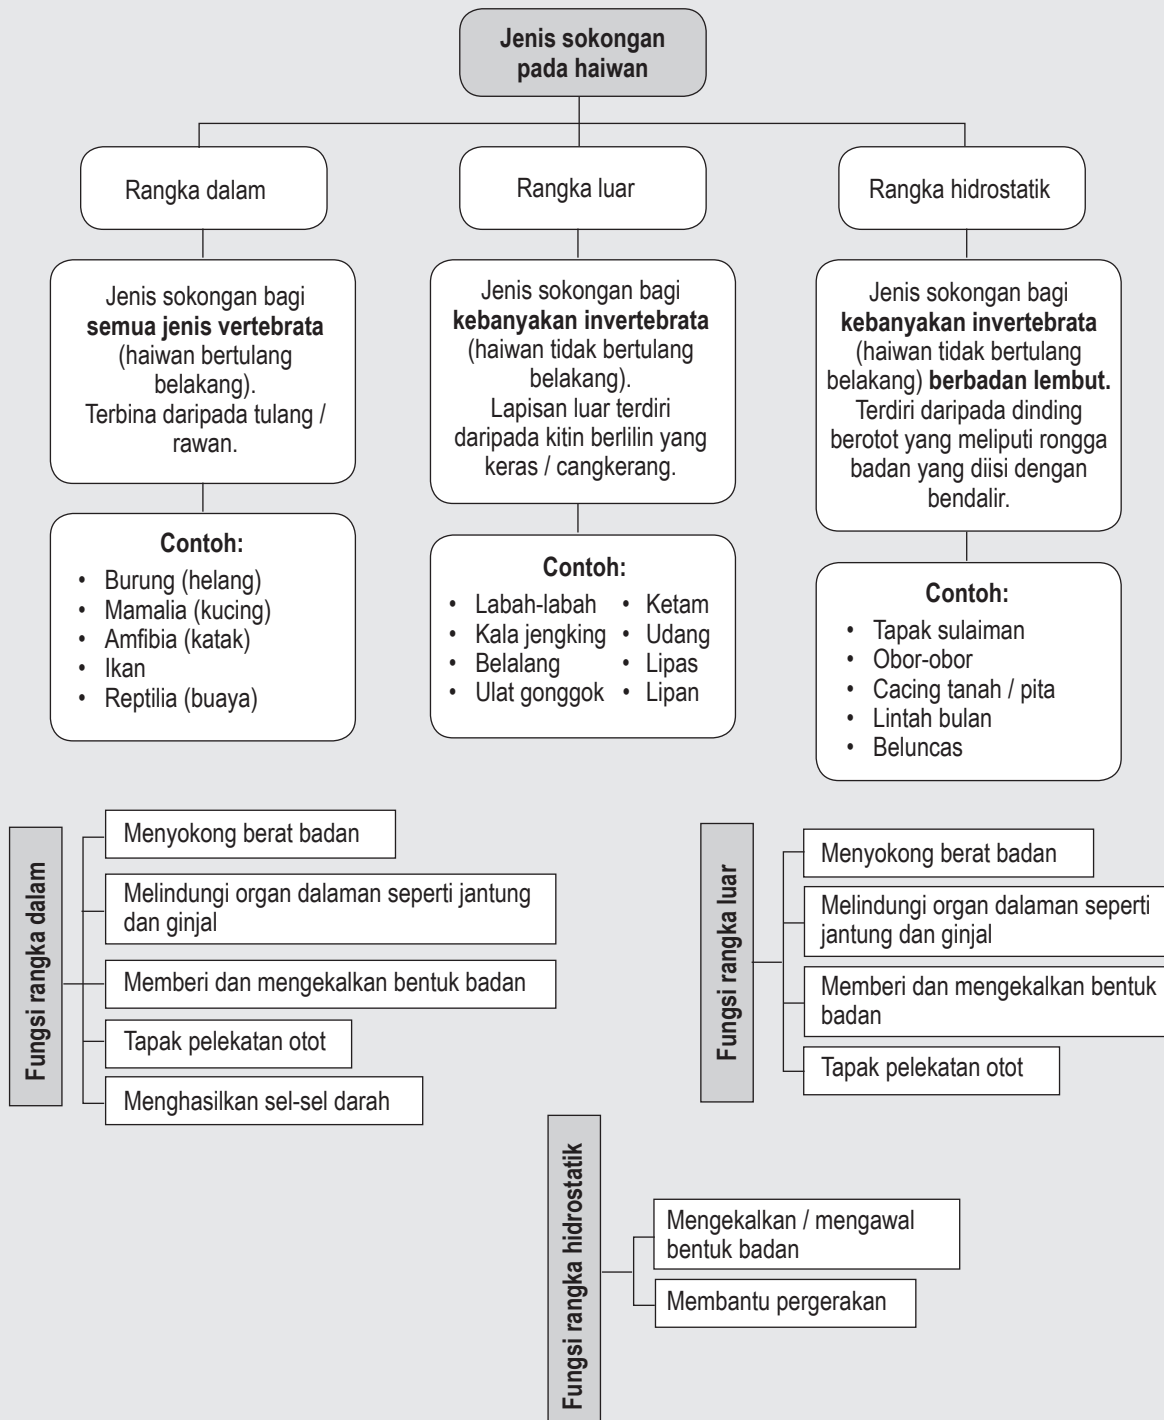 Jenis sokongan
pada haiwan
Rangka dalam
Rangka luar
Rangka hidrostatik
Jenis sokongan bagi
semua jenis vertebrata
(haiwan bertulang
belakang).
Terbina daripada tulang /
rawan.
Jenis sokongan bagi
kebanyakan invertebrata
(haiwan tidak bertulang
belakang).
Lapisan luar terdiri
daripada kitin berlilin yang
keras / cangkerang.
Jenis sokongan bagi
kebanyakan invertebrata
(haiwan tidak bertulang
belakang) berbadan lembut.
Terdiri daripada dinding
berotot yang meliputi rongga
badan yang diisi dengan
bendalir.
Contoh:
• Burung (helang)
• Mamalia (kucing)
• Amfibia (katak)
• Ikan
• Reptilia (buaya)
Contoh:
• Labah-labah
• Kala jengking
• Belalang
• Ulat gonggok
• Ketam
• Udang
• Lipas
• Lipan
Contoh:
• Tapak sulaiman
• Obor-obor
• Cacing tanah / pita
• Lintah bulan
• Beluncas
Fungsi rangka dalam
Menyokong berat badan
Melindungi organ dalaman seperti jantung
dan ginjal
Memberi dan mengekalkan bentuk badan
Tapak pelekatan otot
Menghasilkan sel-sel darah
Fungsi rangka luar
Menyokong berat badan
Melindungi organ dalaman seperti
jantung dan ginjal
Memberi dan mengekalkan bentuk
badan
Tapak pelekatan otot
Fungsi rangka hidrostatik
Mengekalkan / mengawal
bentuk badan
Membantu pergerakan